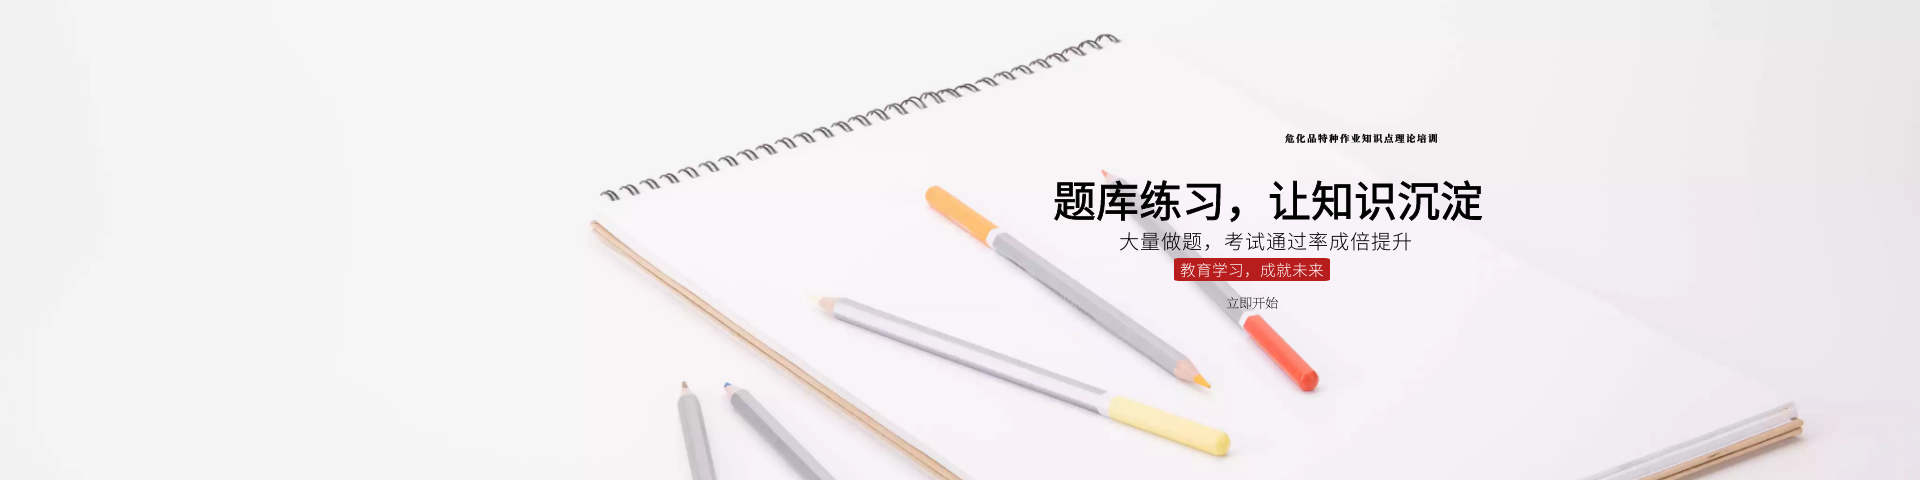 危化品特种作业知识点理论培训
题库练习，让知识沉淀
大量做题，考试通过率成倍提升
教育学习，成就未来
立即开始